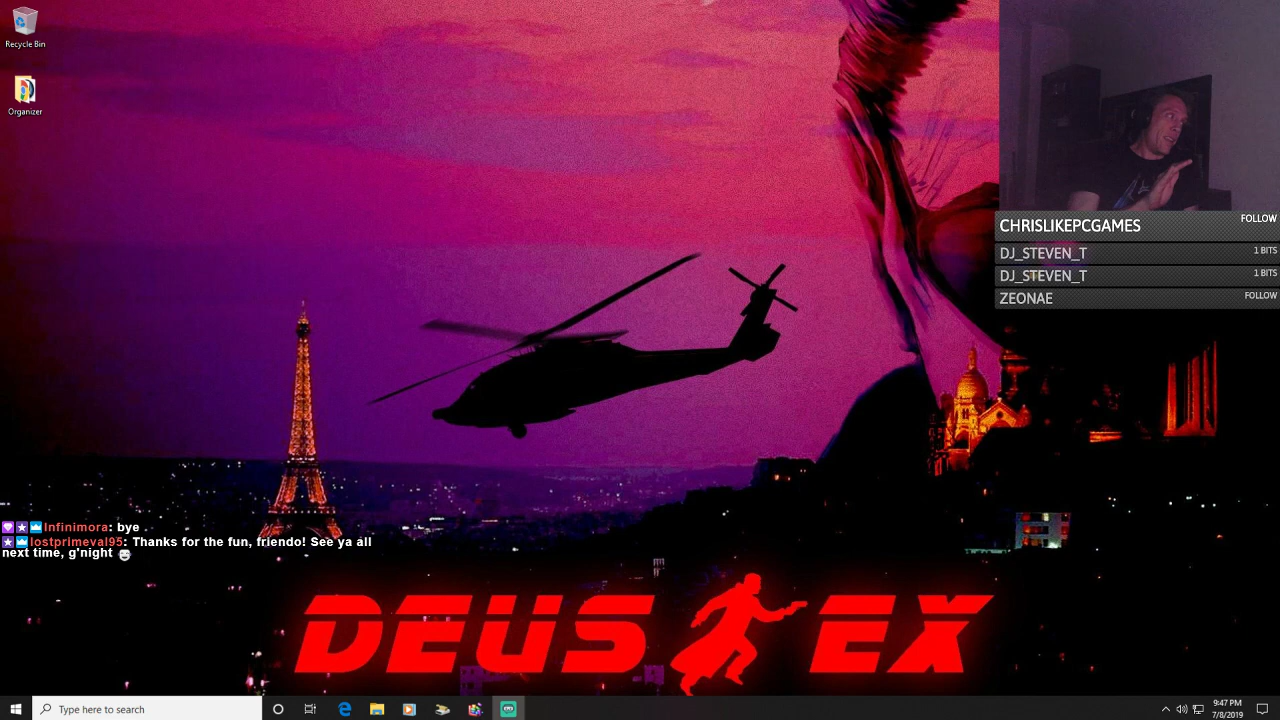 Recycle Bin
Organizer
CHRISLIKEPCGAMES FOLLOW
DJ_STEVEN_T 1 BITS
DJ_STEVEN_T 1 BITS
ZEONAE FOLLOW
Infinimora: bye
lostprimeval95: Thanks for the fun, friendo! See ya all
next time, g'night
DEUS EX
Type here to search
9:47 PM
7/8/2019